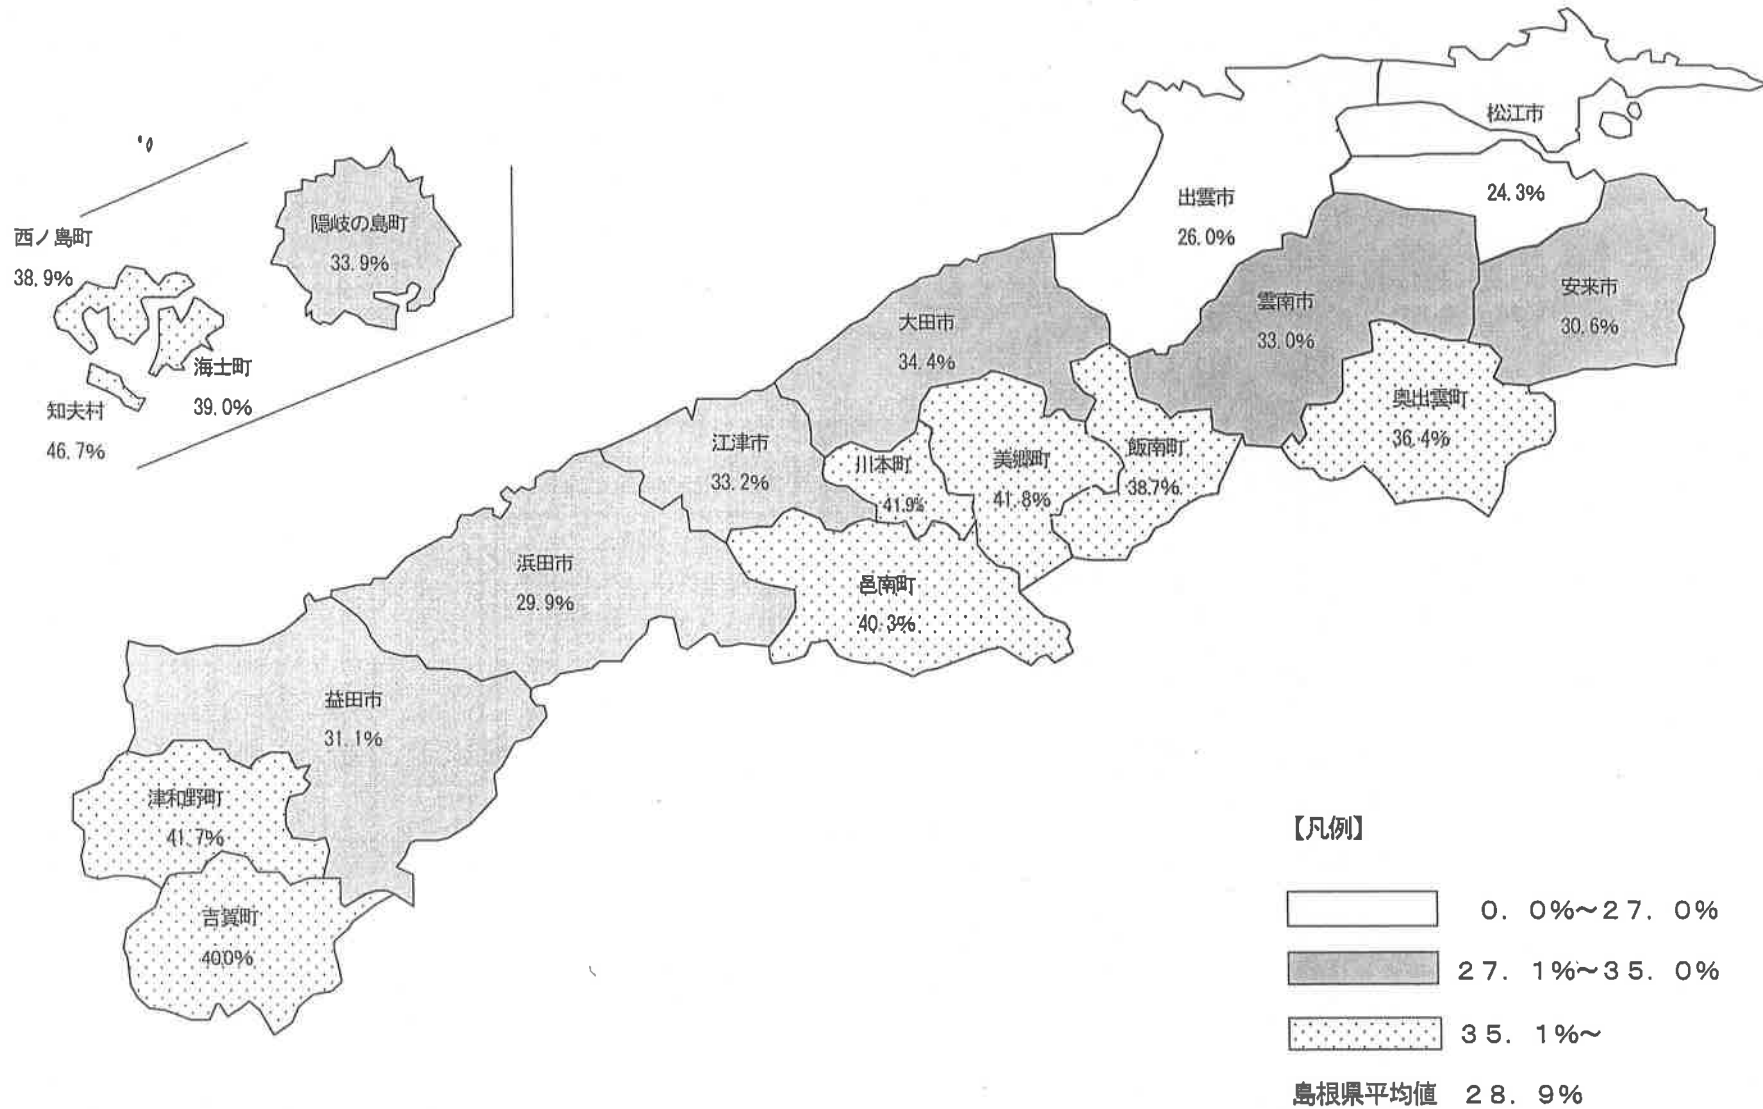 松江市
24.3%
出雲市
26.0%
安来市
30.6%
雲南市
33.0%
奥出雲町
36.4%
大田市
34.4%
飯南町
38.7%
美郷町
41.8%
川本町
41.9%
江津市
33.2%
邑南町
40.3%
浜田市
29.9%
益田市
31.1%
津和野町
41.7%
吉賀町
400%
隠岐の島町
33.9%
西ノ島町
38.9%
海士町
39.0%
知夫村
46.7%
【凡例】
0.0%～27.0%
27.1%～35.0%
35.1%～
島根県平均値 28.9%